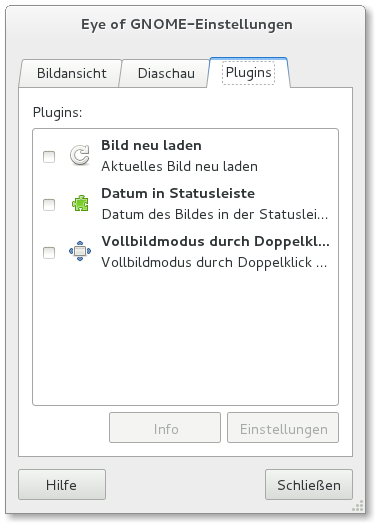 Eye of GNOME-Einstellungen
Bildansicht Diaschau Plugins
Plugins:
Bild neu laden
Aktuelles Bild neu laden
Datum in Statusleiste
Datum des Bildes in der Statuslei...
Vollbildmodus durch Doppelkl...
Vollbildmodus durch Doppelklick ...
Info Einstellungen
Hilfe Schließen